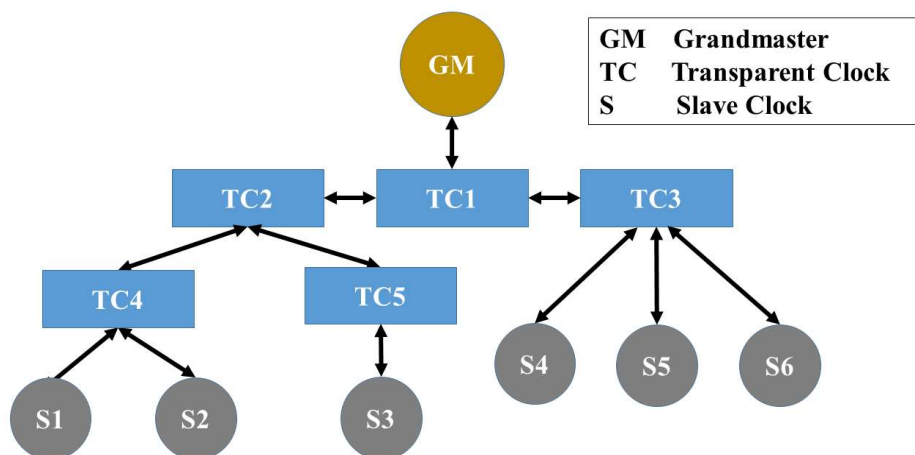 GM
GM Grandmaster
TC Transparent Clock
S Slave Clock
TC2 TC1 TC3
TC4 TC5
S4 S5 S6
S1 S2 S3